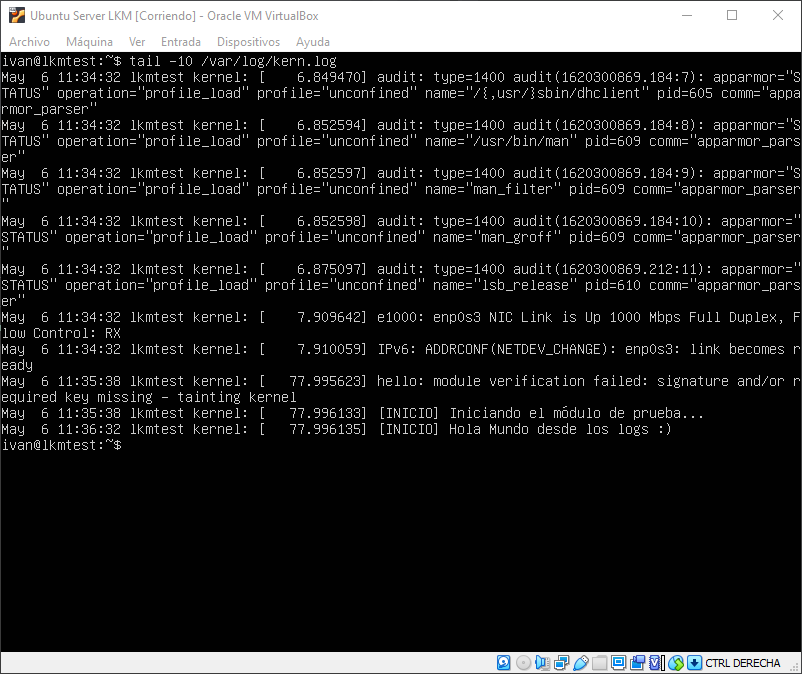 Ubuntu Server LKM [Corriendo] - Oracle VM VirtualBox
Archivo Máquina Ver Entrada Dispositivos Ayuda
ivan@lkmtest:~$ tail -10 /var/log/kern.log
May  6 11:34:32 lkmtest kernel: [    6.849470] audit: type=1400 audit(1620300869.184:7): apparmor="S
TATUS" operation="profile_load" profile="unconfined" name="/{,usr/}sbin/dhclient" pid=605 comm="appa
rmor_parser"
May  6 11:34:32 lkmtest kernel: [    6.852594] audit: type=1400 audit(1620300869.184:8): apparmor="S
TATUS" operation="profile_load" profile="unconfined" name="/usr/bin/man" pid=609 comm="apparmor_pars
er"
May  6 11:34:32 lkmtest kernel: [    6.852597] audit: type=1400 audit(1620300869.184:9): apparmor="S
TATUS" operation="profile_load" profile="unconfined" name="man_filter" pid=609 comm="apparmor_parser
"
May  6 11:34:32 lkmtest kernel: [    6.852598] audit: type=1400 audit(1620300869.184:10): apparmor="
STATUS" operation="profile_load" profile="unconfined" name="man_groff" pid=609 comm="apparmor_parser
"
May  6 11:34:32 lkmtest kernel: [    6.875097] audit: type=1400 audit(1620300869.212:11): apparmor="
STATUS" operation="profile_load" profile="unconfined" name="lsb_release" pid=610 comm="apparmor_pars
er"
May  6 11:34:32 lkmtest kernel: [    7.909642] e1000: enp0s3 NIC Link is Up 1000 Mbps Full Duplex, F
low Control: RX
May  6 11:34:32 lkmtest kernel: [    7.910059] IPv6: ADDRCONF(NETDEV_CHANGE): enp0s3: link becomes r
eady
May  6 11:35:38 lkmtest kernel: [   77.995623] hello: module verification failed: signature and/or r
equired key missing - tainting kernel
May  6 11:35:38 lkmtest kernel: [   77.996133] [INICIO] Iniciando el módulo de prueba...
May  6 11:36:32 lkmtest kernel: [   77.996135] [INICIO] Hola Mundo desde los logs :)
ivan@lkmtest:~$
CTRL DERECHA